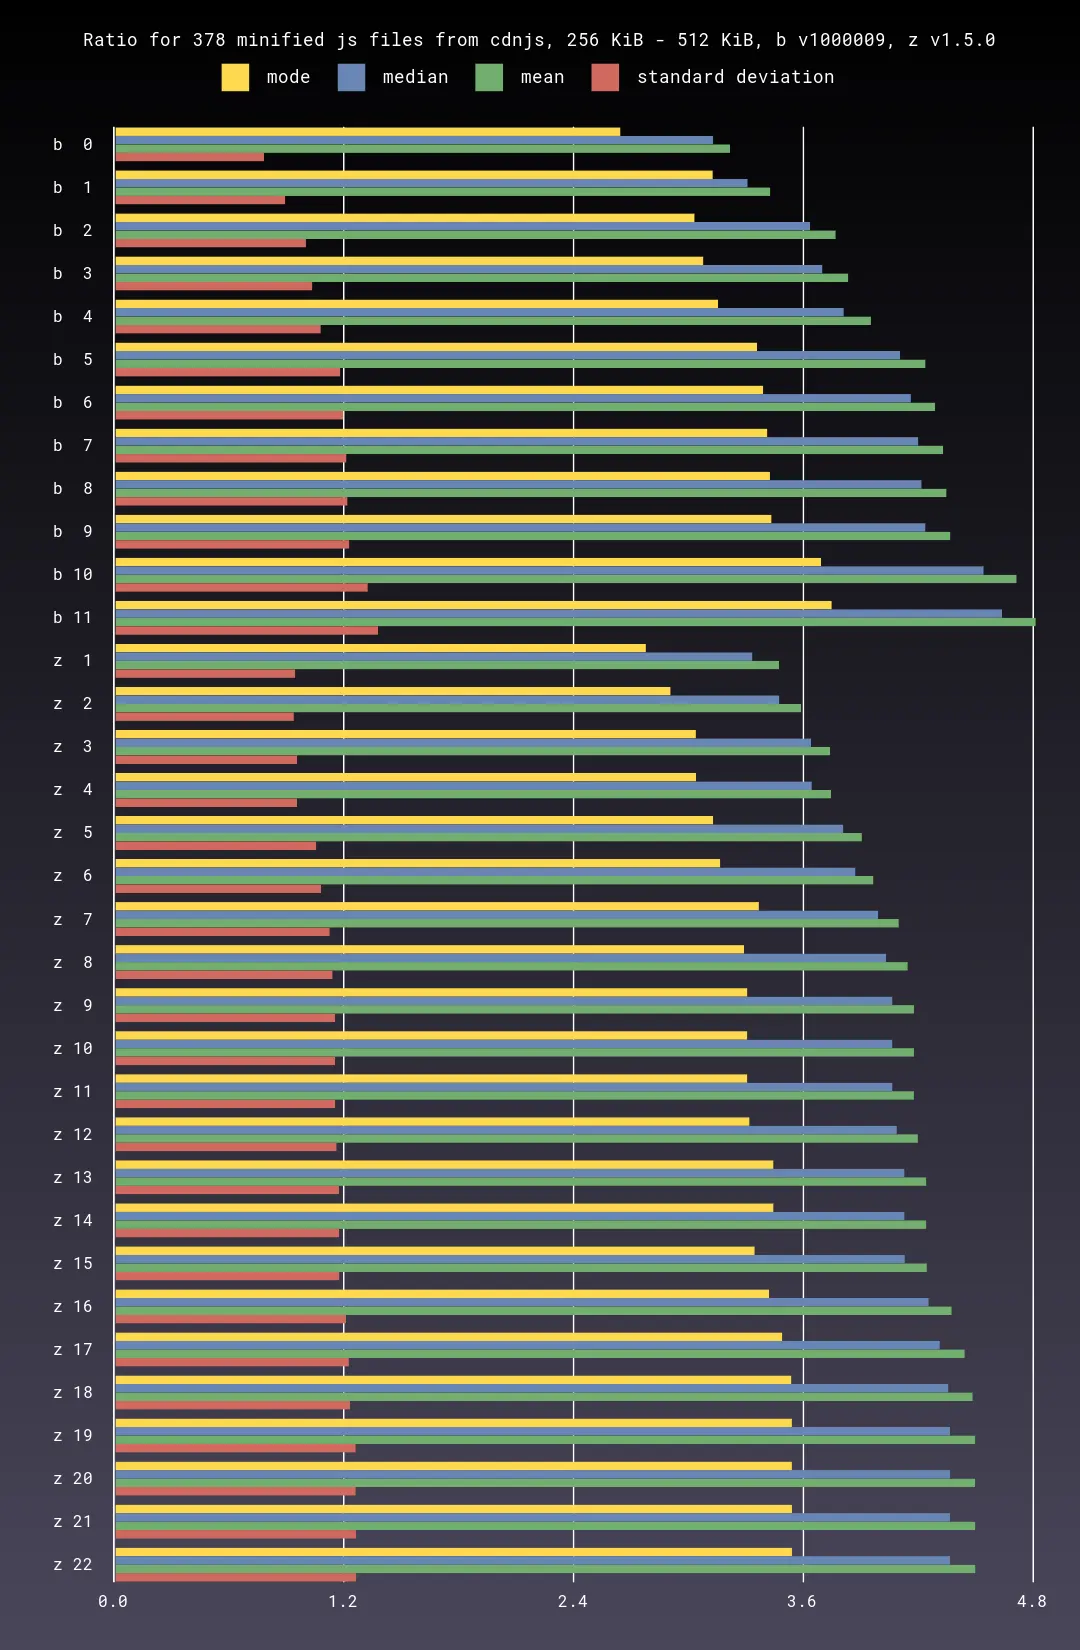 Ratio for 378 minified js files from cdnjs, 256 KiB - 512 KiB, b v1000009, z v1.5.0
mode median mean standard deviation
b 0
b 1
b 2
b 3
b 4
b 5
b 6
b 7
b 8
b 9
b 10
b 11
z 1
z 2
z 3
z 4
z 5
z 6
z 7
z 8
z 9
z 10
z 11
z 12
z 13
z 14
z 15
z 16
z 17
z 18
z 19
z 20
z 21
z 22
0.0 1.2 2.4 3.6 4.8